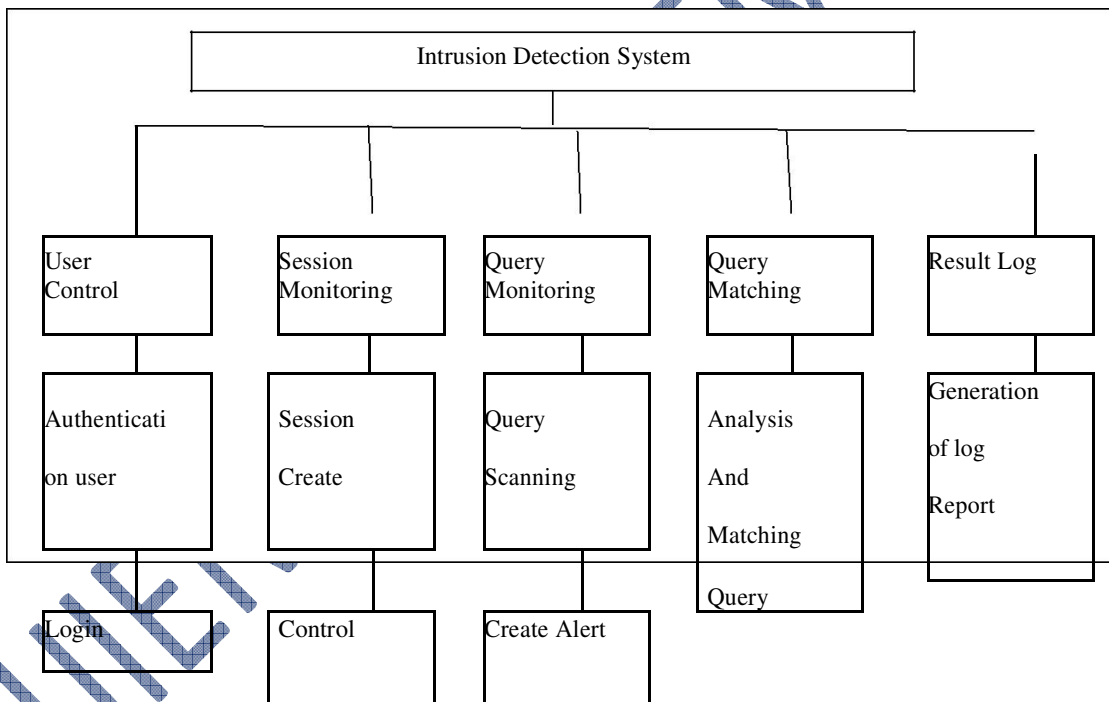 Intrusion Detection System
User
Control
Session
Monitoring
Query
Monitoring
Query
Matching
Result Log
Authenticati
on user
Session
Create
Query
Scanning
Analysis
And
Matching
Query
Generation
of log
Report
Login
Control
Create Alert